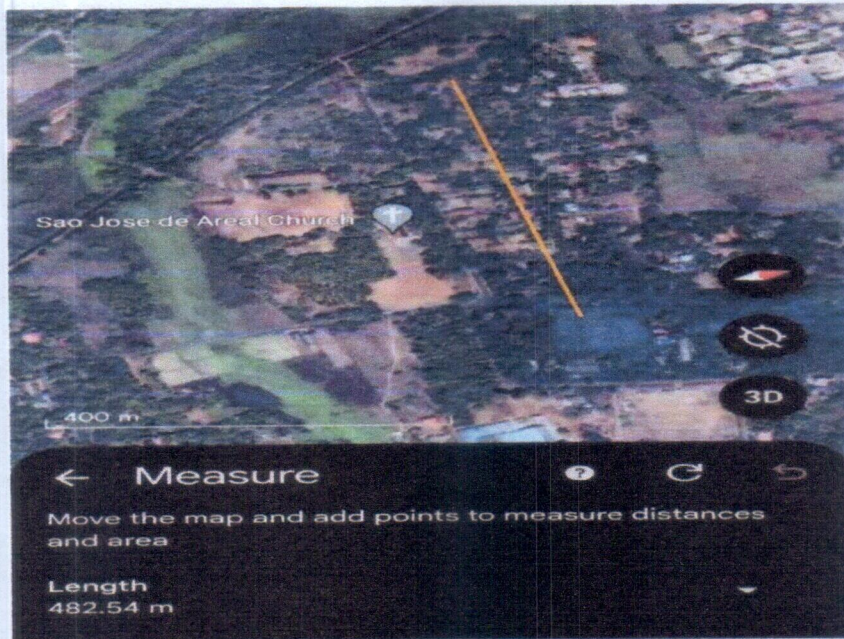 Sao Jose de Areal Church
3D
400 m
Measure
?
Move the map and add points to measure distances
and area
Length
482.54 m